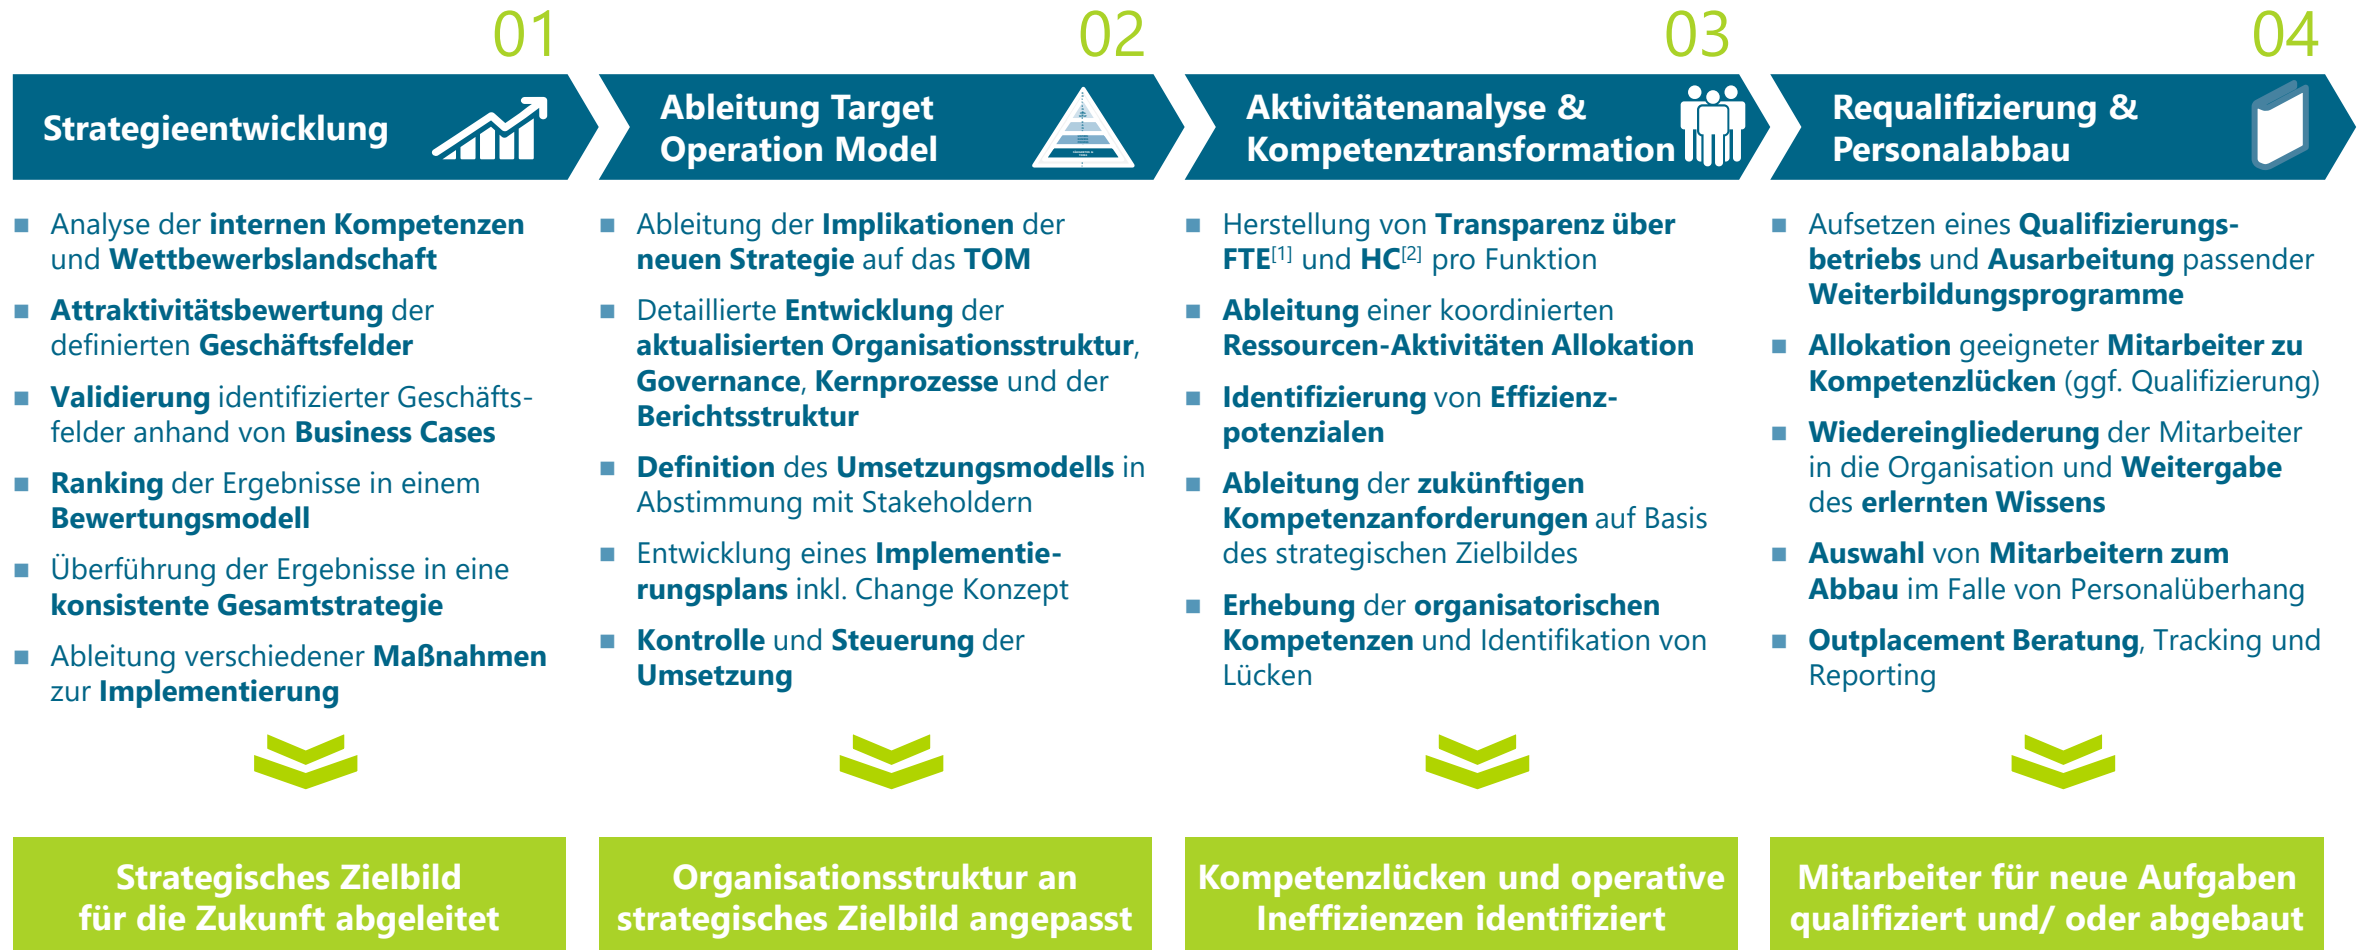 01
Strategieentwicklung
Analyse der internen Kompetenzen
und Wettbewerbslandschaft
Attraktivitätsbewertung der
definierten Geschäftsfelder
Validierung identifizierter Geschäfts-
felder anhand von Business Cases
Ranking der Ergebnisse in einem
Bewertungsmodell
Überführung der Ergebnisse in eine
konsistente Gesamtstrategie
Ableitung verschiedener Maßnahmen
zur Implementierung
Strategisches Zielbild
für die Zukunft abgeleitet
02
Ableitung Target
Operation Model
Ableitung der Implikationen der
neuen Strategie auf das TOM
Detaillierte Entwicklung der
aktualisierten Organisationsstruktur,
Governance, Kernprozesse und der
Berichtsstruktur
Definition des Umsetzungsmodells in
Abstimmung mit Stakeholdern
Entwicklung eines Implementie-
rungsplans inkl. Change Konzept
Kontrolle und Steuerung der
Umsetzung
Organisationsstruktur an
strategisches Zielbild angepasst
03
Aktivitätenanalyse &
Kompetenztransformation
Herstellung von Transparenz über
FTE[1] und HC[2] pro Funktion
Ableitung einer koordinierten
Ressourcen-Aktivitäten Allokation
Identifizierung von Effizienz-
potenzialen
Ableitung der zukünftigen
Kompetenzanforderungen auf Basis
des strategischen Zielbildes
Erhebung der organisatorischen
Kompetenzen und Identifikation von
Lücken
Kompetenzlücken und operative
Ineffizienzen identifiziert
04
Requalifizierung &
Personalabbau
Aufsetzen eines Qualifizierungs-
betriebs und Ausarbeitung passender
Weiterbildungsprogramme
Allokation geeigneter Mitarbeiter zu
Kompetenzlücken (ggf. Qualifizierung)
Wiedereingliederung der Mitarbeiter
in die Organisation und Weitergabe
des erlernten Wissens
Auswahl von Mitarbeitern zum
Abbau im Falle von Personalüberhang
Outplacement Beratung, Tracking und
Reporting
Mitarbeiter für neue Aufgaben
qualifiziert und/ oder abgebaut